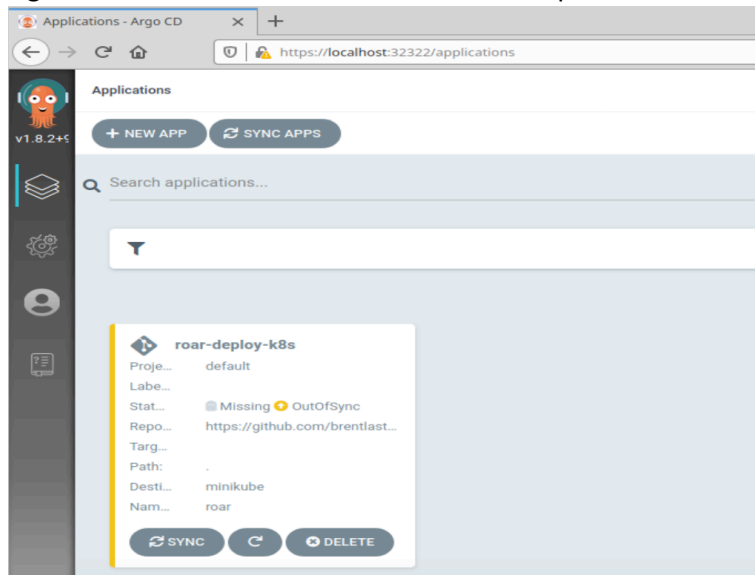 Applications - Argo CD
https://localhost:32322/applications
Applications
v1.8.2+9
+ NEW APP SYNC APPS
Search applications...
roar-deploy-k8s
Proje... default
Labe...
Stat... Missing OutOfSync
Repo... https://github.com/brentlast...
Targ...
Path: .
Desti... minikube
Nam... roar
SYNC DELETE